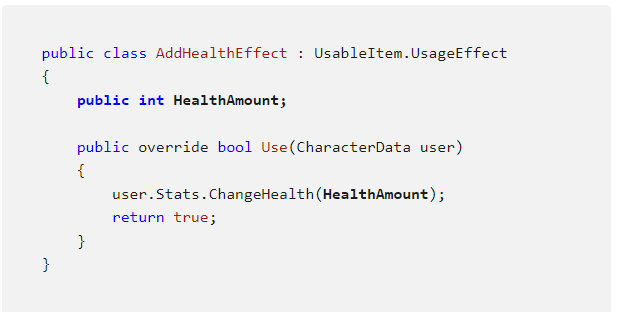 public class AddHealthEffect : UsableItem.UsageEffect
{
    public int HealthAmount;

    public override bool Use(CharacterData user)
    {
        user.Stats.ChangeHealth(HealthAmount);
        return true;
    }
}